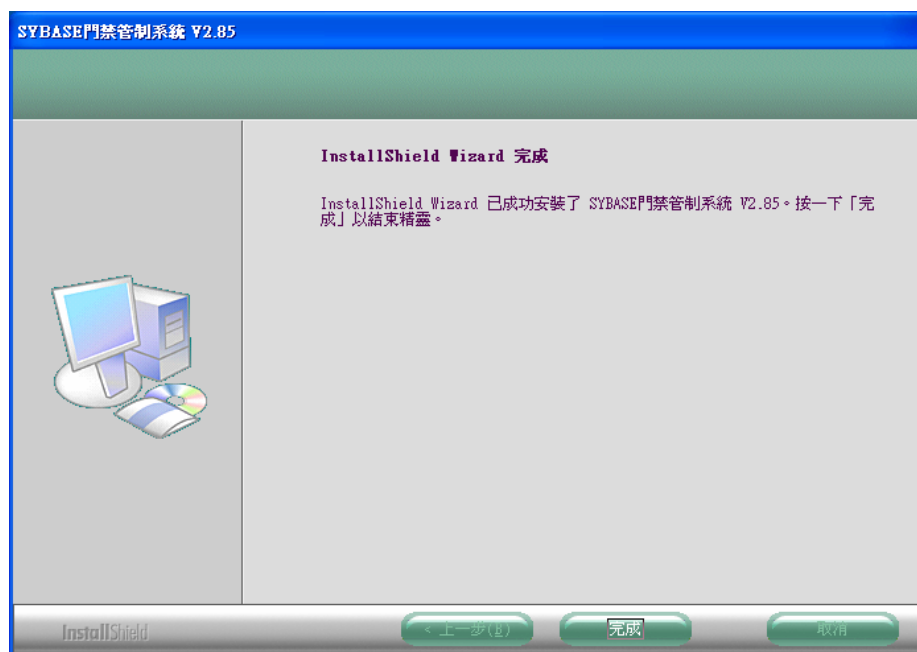 SYBASE門禁管制系統 V2.85
InstallShield Wizard 完成
InstallShield Wizard 已成功安裝了 SYBASE門禁管制系統 V2.85。按一下「完
成」以結束精靈。
InstallShield
< 上一步(B)
完成
取消